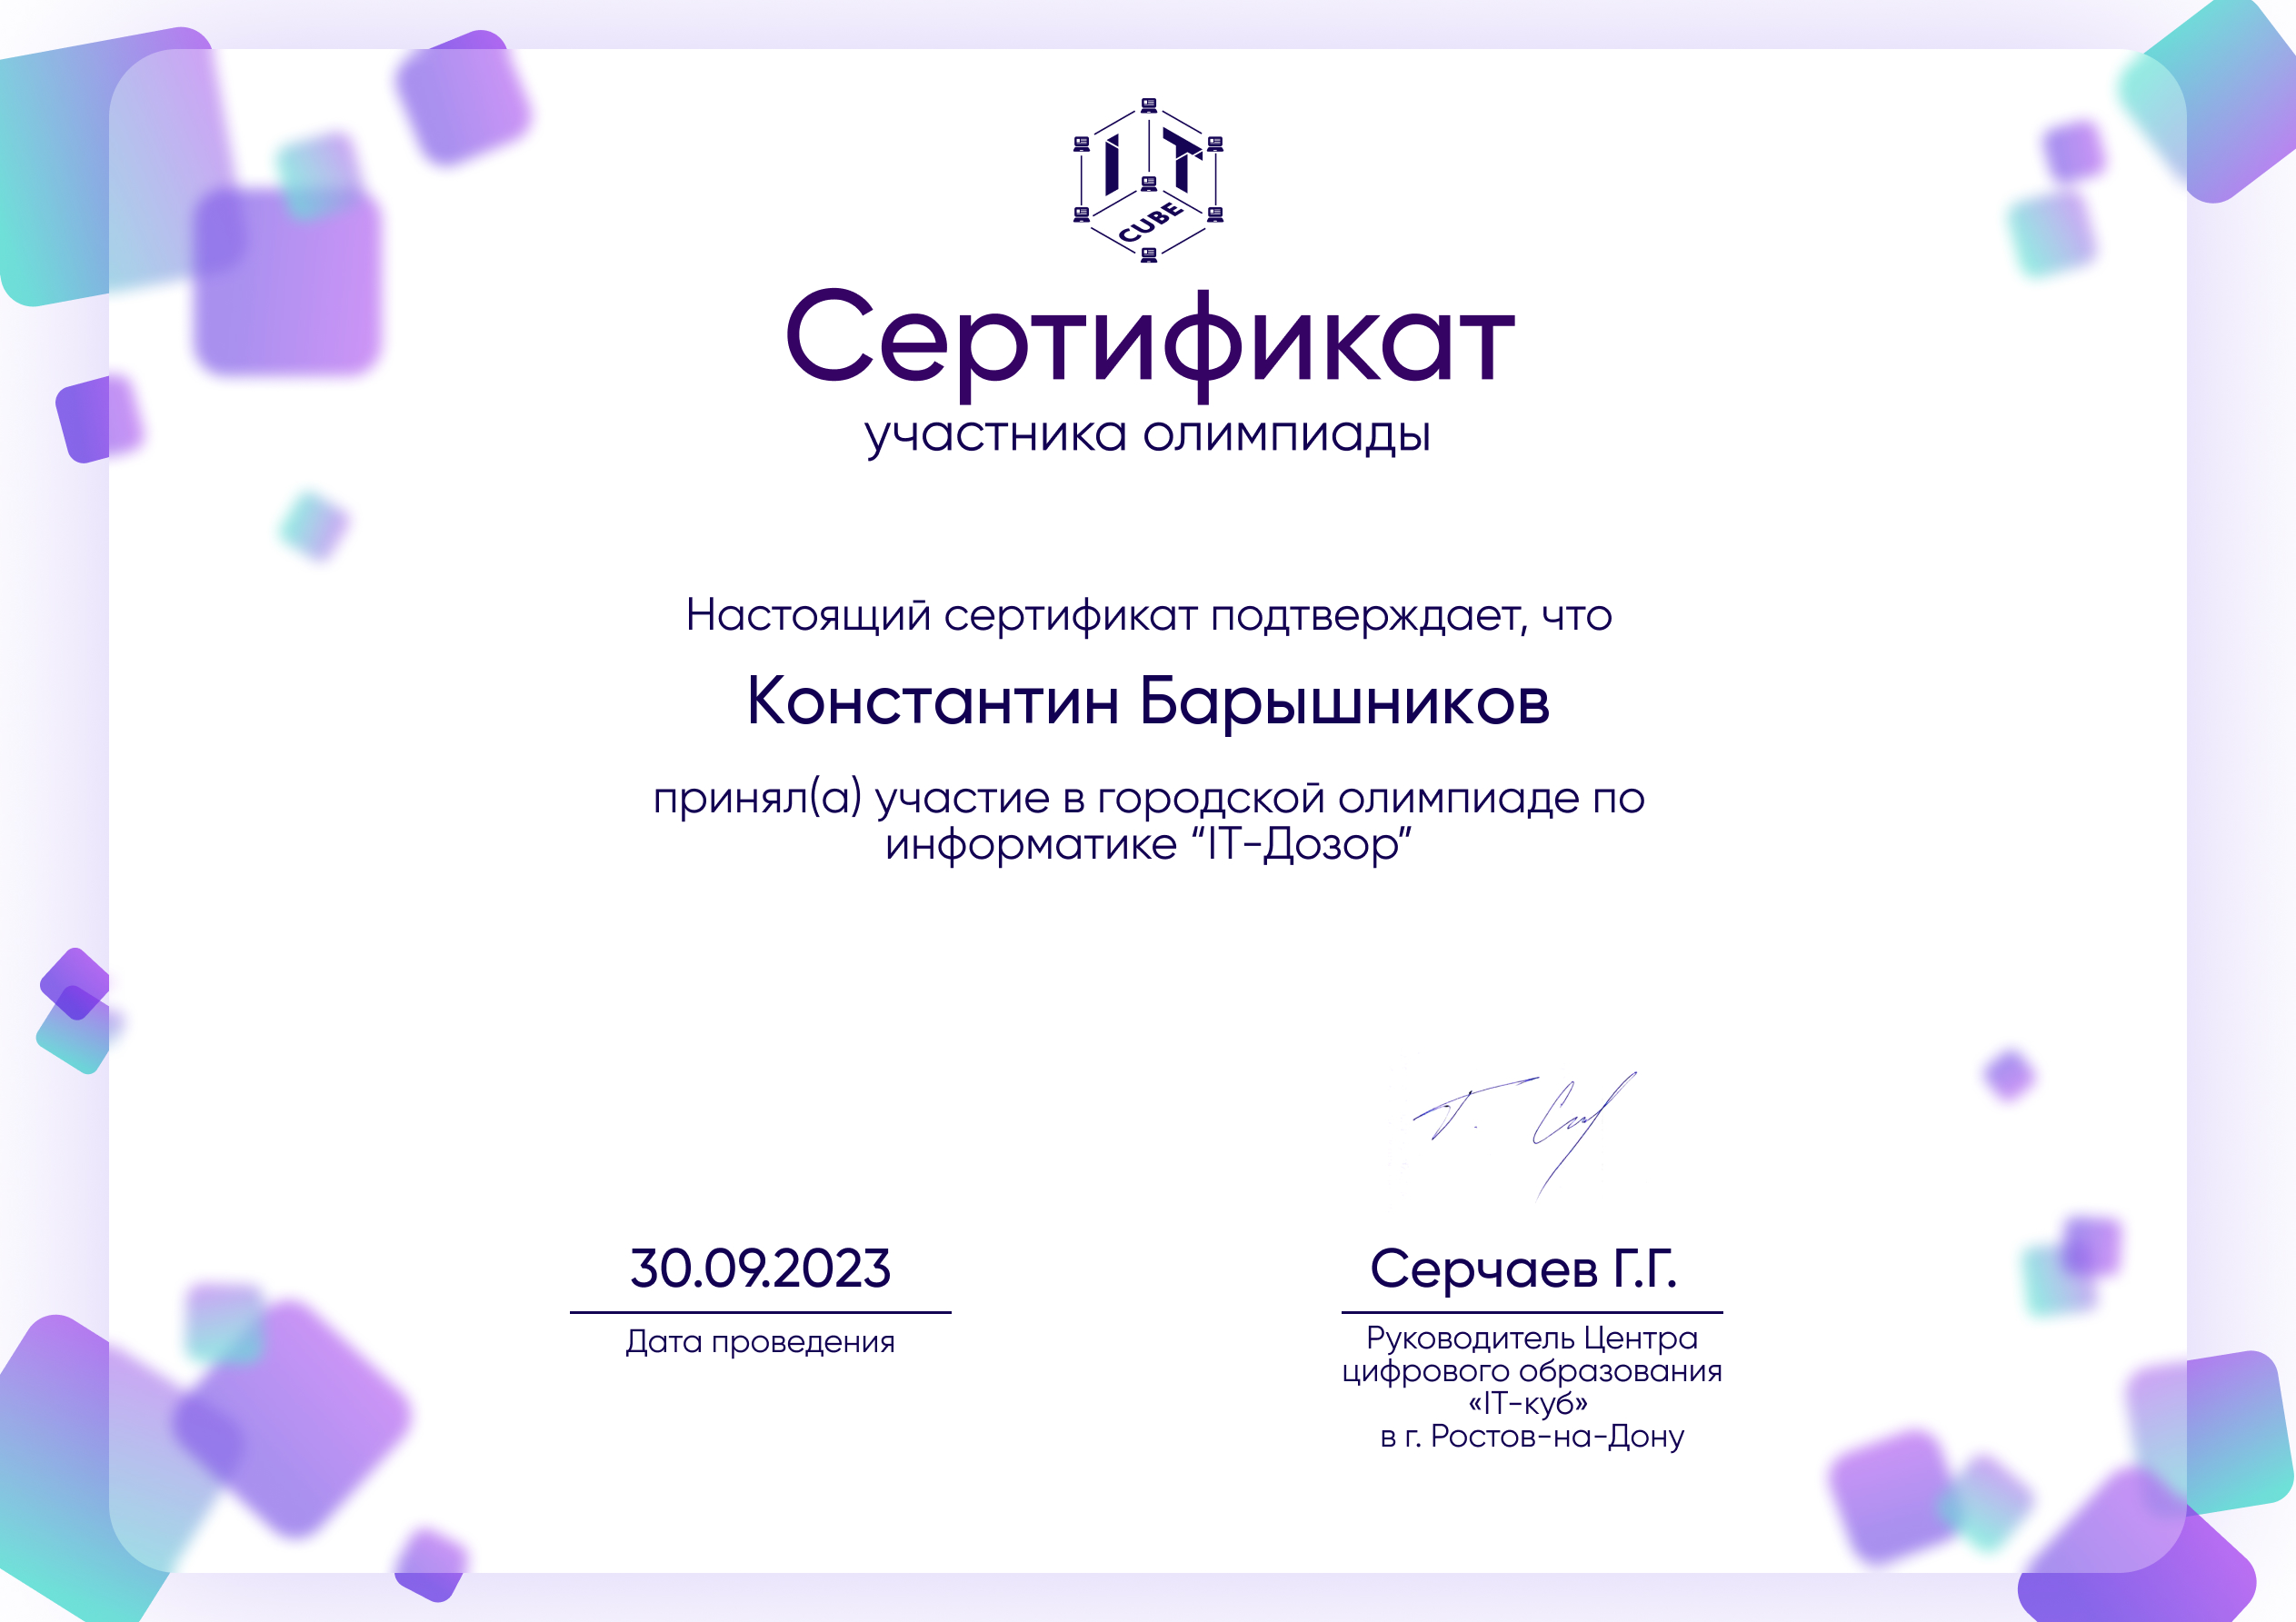 IT
CUBE
Сертификат
участника олимпиады
Настоящий сертификат подтверждает, что
Константин Барышников
принял(а) участие в городской олимпиаде по
информатике “IT-Дозор”
30.09.2023
Дата проведения
Серчаев Г.Г.
Руководитель Центра
цифрового образования
«IT-куб»
в г. Ростов-на-Дону